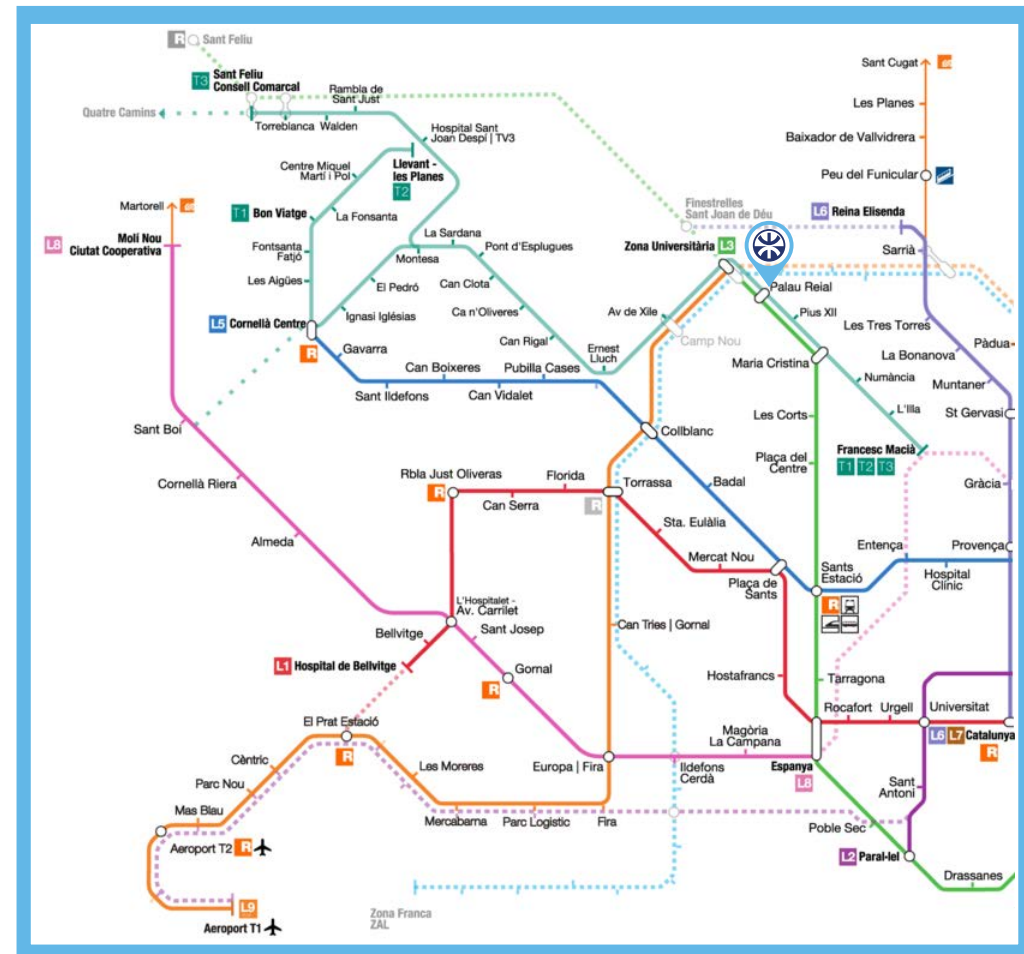 R Sant Feliu
T3 Sant Feliu
Consell Comarcal
Quatre Camins
Torreblanca
Walden
Rambla de
Sant Just
Hospital Sant
Joan Despí | TV3
Centre Miquel
Martí i Pol
Llevant -
les Planes
T2
T1 Bon Viatge
La Fonsanta
Fontsanta
Fatjó
Les Aigües
Martorell
L8 Molí Nou
Ciutat Cooperativa
L5 Cornellà Centre
R
Ignasi Iglésias
El Pedró
Montesa
La Sardana
Pont d'Esplugues
Can Clota
Ca n'Oliveres
Can Rigal
Ernest
Lluch
Av de Xile
Camp Nou
Zona Universitària L3
Finestrelles
Sant Joan de Déu
L6 Reina Elisenda
Sant Cugat
Les Planes
Baixador de Vallvidrera
Peu del Funicular
Sarrià
Palau Reial
Pius XII
Maria Cristina
Numància
L'Illa
Francesc Macià
T1 T2 T3
Les Tres Torres
La Bonanova
Muntaner
Pàdua
St Gervasi
Gràcia
Provença
Entença
Hospital
Clínic
Les Corts
Plaça del
Centre
Sants
Estació
R
Gavarra
Sant Ildefons
Can Boixeres
Can Vidalet
Pubilla Cases
Collblanc
Badal
Plaça de
Sants
Sant Boi
Cornellà Riera
Almeda
Rbla Just Oliveras
R
Can Serra
Florida
Torrassa
R
Sta. Eulàlia
Mercat Nou
L'Hospitalet -
Av. Carrilet
Bellvitge
L1 Hospital de Bellvitge
Sant Josep
Gornal
R
Can Tries | Gornal
Hostafrancs
Tarragona
Rocafort
Urgell
Universitat
L6 L7 Catalunya
R
Magòria
La Campana
Espanya
L8
Ildefons
Cerdà
Europa | Fira
El Prat Estació
R
Cèntric
Parc Nou
Mas Blau
Aeroport T2 R
L9
Aeroport T1
Les Moreres
Mercabarna
Parc Logistic
Fira
Sant
Antoni
Poble Sec
L2 Paral·lel
Drassanes
Zona Franca
ZAL